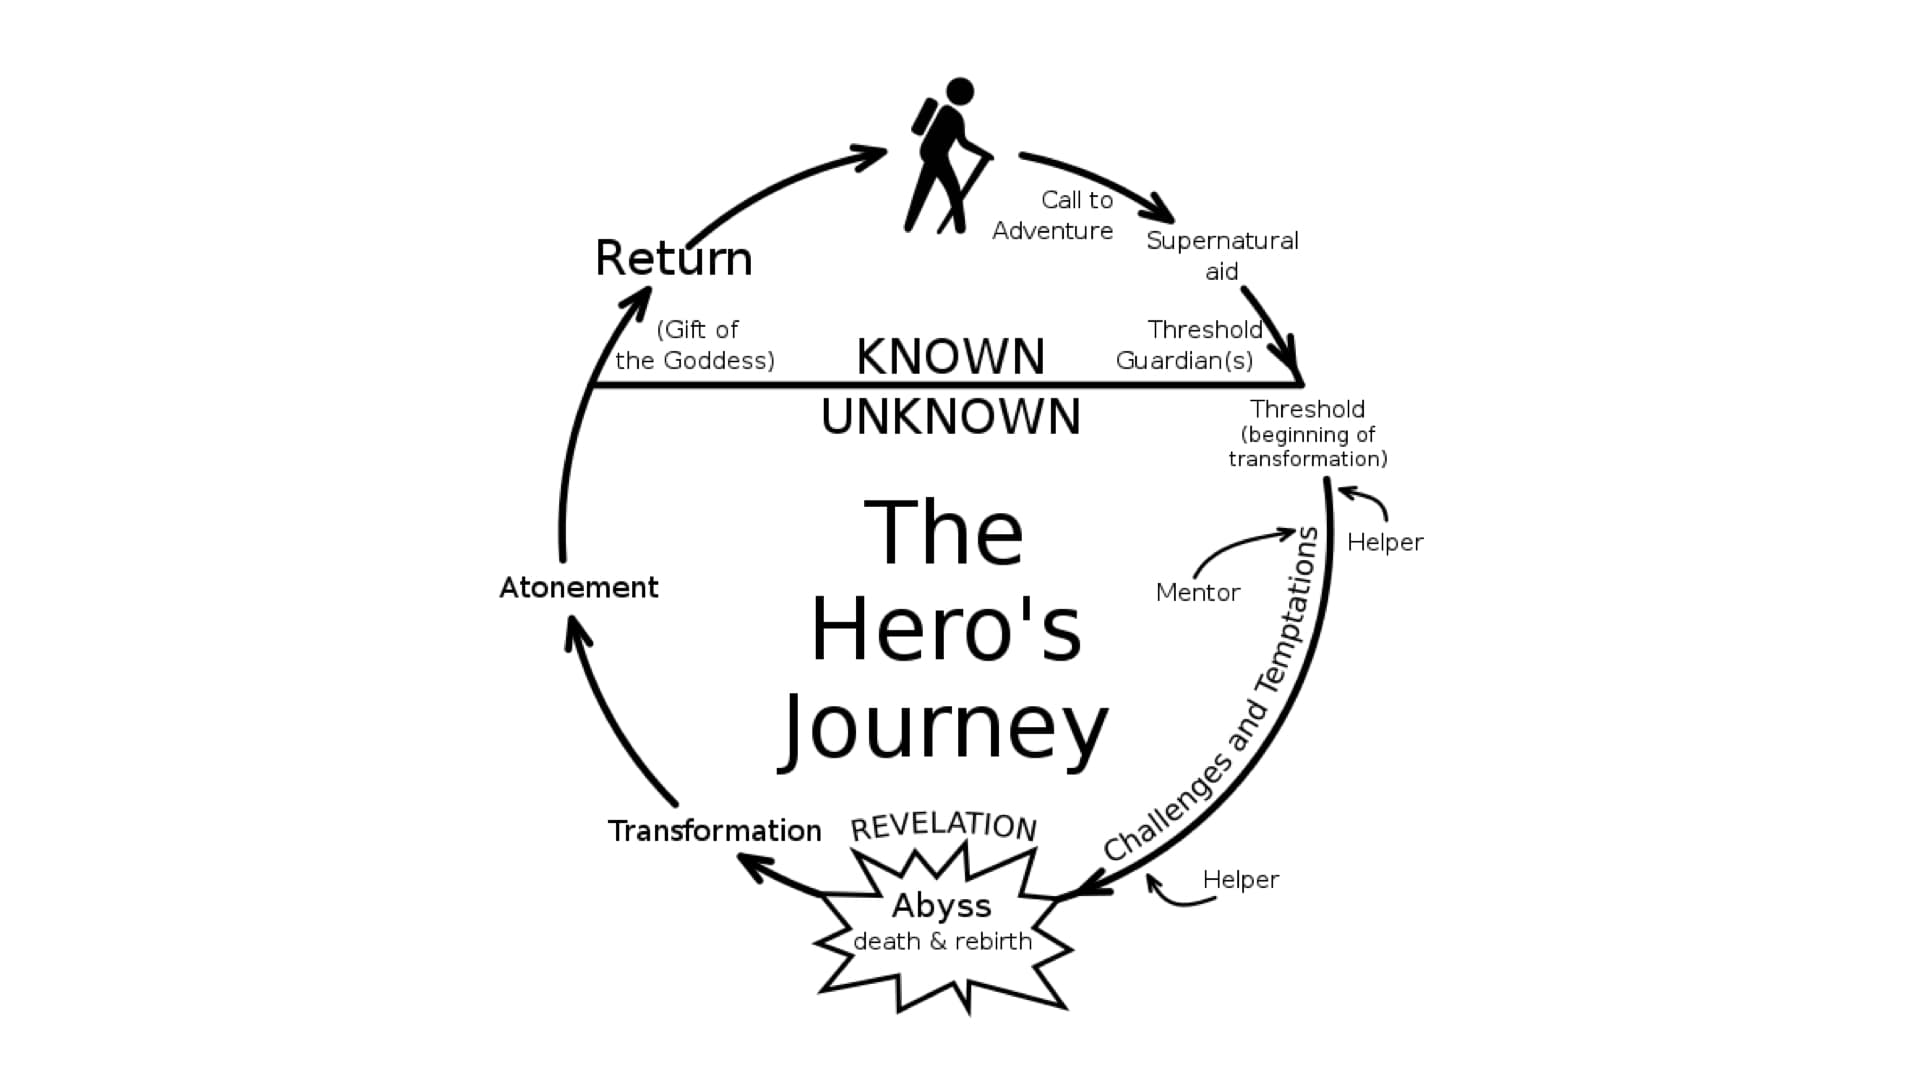 Call to
Adventure
Supernatural
aid
Return
(Gift of
the Goddess)
KNOWN
Threshold
Guardian(s)
UNKNOWN
Threshold
(beginning of
transformation)
The
Hero's
Journey
Helper
Mentor
Challenges and Temptations
Atonement
Transformation
REVELATION
Helper
Abyss
death & rebirth